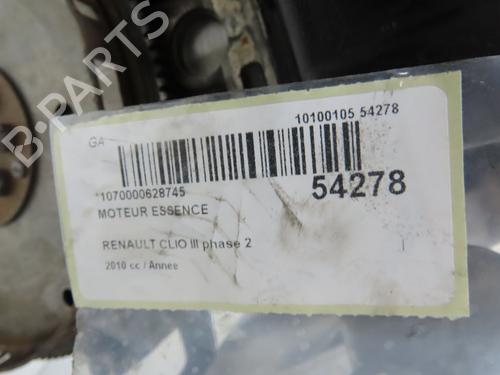 B-PARTS
GA
10100105 54278
*1070000628745
54278
MOTEUR ESSENCE
RENAULT CLIO III phase 2
2010 cc / Annee